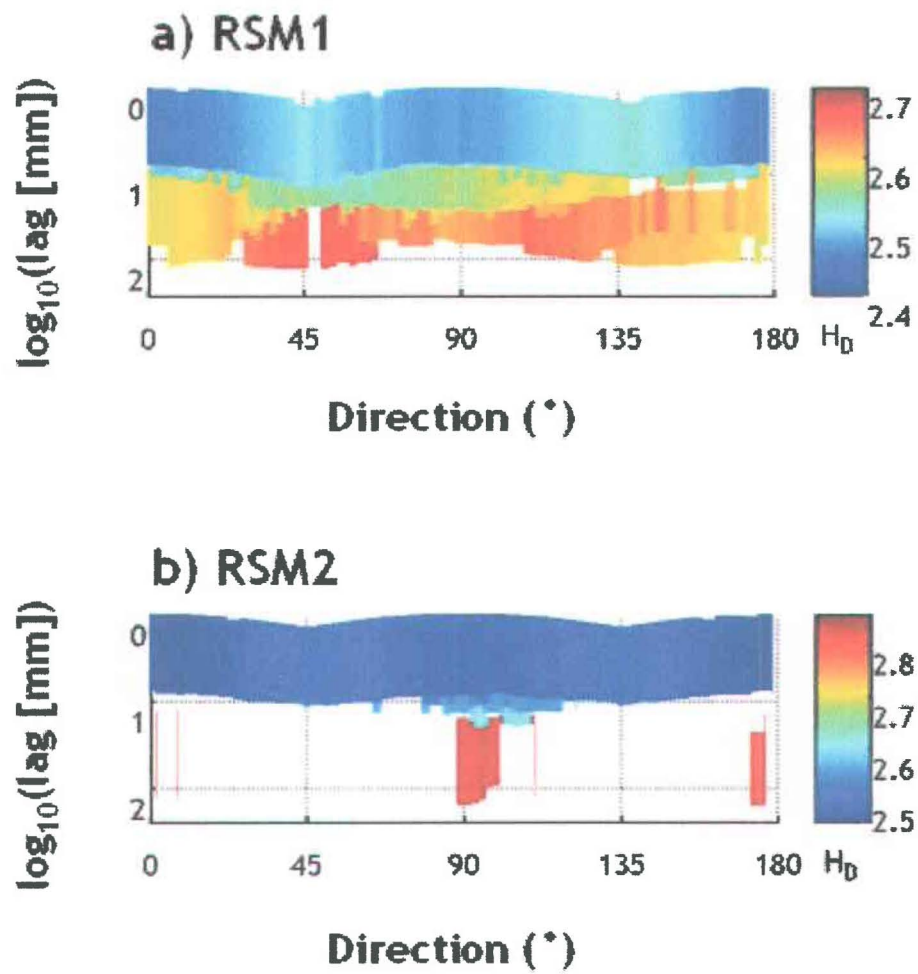 a) RSM1
log10(lag [mm])
0
1
2
0 45 90 135 180
Direction (°)
2.7
2.6
2.5
2.4
HD
b) RSM2
log10(lag [mm])
0
1
2
0 45 90 135 180
Direction (°)
2.8
2.7
2.6
2.5
HD